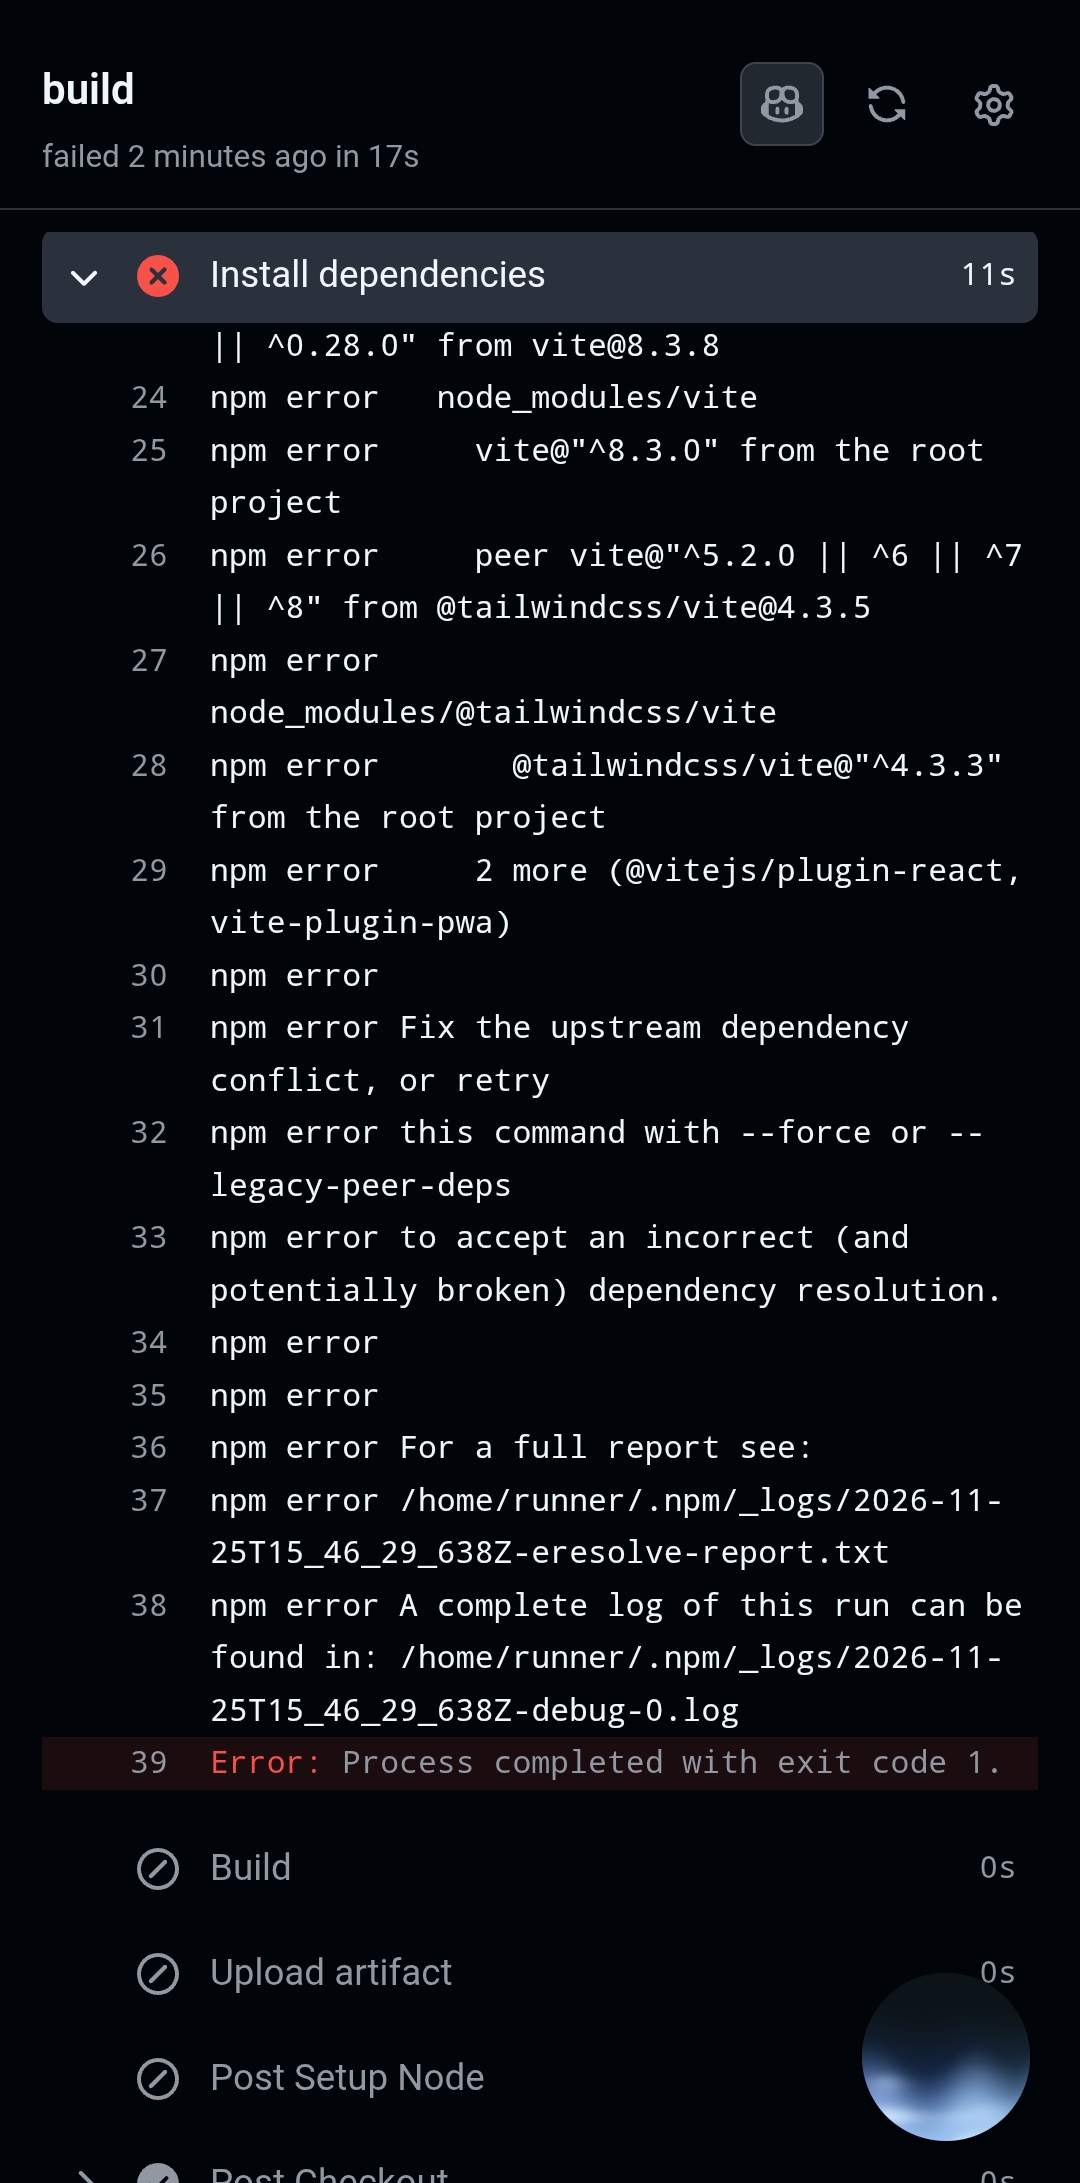 build
failed 2 minutes ago in 17s
Install dependencies 11s
|| ^0.28.0" from vite@8.3.8
24 npm error   node_modules/vite
25 npm error     vite@"^8.3.0" from the root
project
26 npm error     peer vite@"^5.2.0 || ^6 || ^7
|| ^8" from @tailwindcss/vite@4.3.5
27 npm error
node_modules/@tailwindcss/vite
28 npm error       @tailwindcss/vite@"^4.3.3"
from the root project
29 npm error     2 more (@vitejs/plugin-react,
vite-plugin-pwa)
30 npm error
31 npm error Fix the upstream dependency
conflict, or retry
32 npm error this command with --force or --
legacy-peer-deps
33 npm error to accept an incorrect (and
potentially broken) dependency resolution.
34 npm error
35 npm error
36 npm error For a full report see:
37 npm error /home/runner/.npm/_logs/2026-11-
25T15_46_29_638Z-eresolve-report.txt
38 npm error A complete log of this run can be
found in: /home/runner/.npm/_logs/2026-11-
25T15_46_29_638Z-debug-0.log
39 Error: Process completed with exit code 1.
Build 0s
Upload artifact 0s
Post Setup Node
Post Checkout 0s